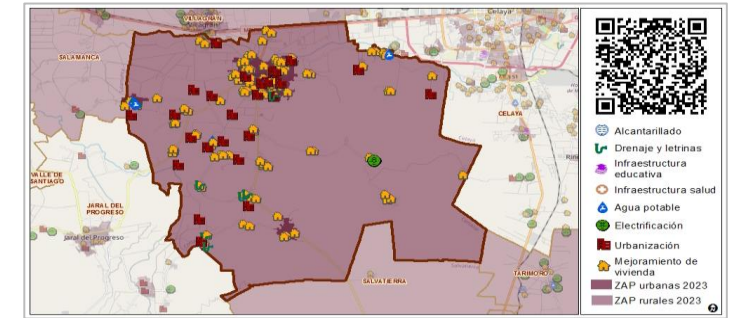 VILLAGRÁN
Celaya
SALAMANCA
CELAYA
VALLE DE
SANTIAGO
JARAL DEL
PROGRESO
Jaral del Progreso
SALVATIERRA
TARIMORO
Alcantarillado
Drenaje y letrinas
Infraestructura
educativa
Infraestructura salud
Agua potable
Electrificación
Urbanización
Mejoramiento de
vivienda
ZAP urbanas 2023
ZAP rurales 2023